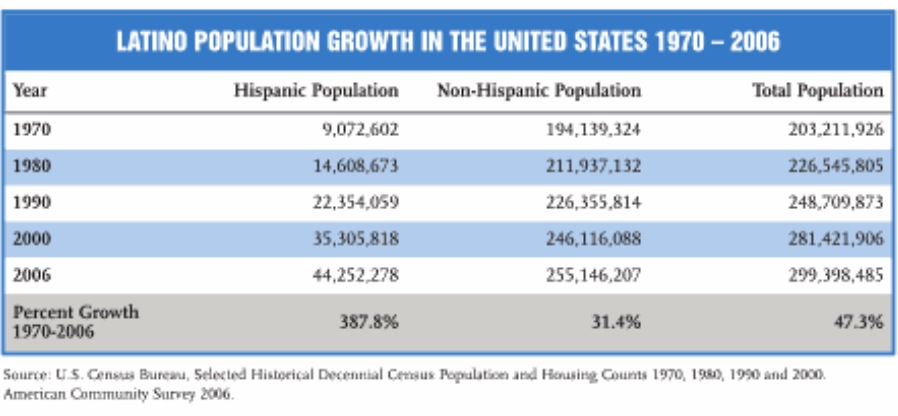 LATINO POPULATION GROWTH IN THE UNITED STATES 1970 – 2006
Year Hispanic Population Non-Hispanic Population Total Population
1970 9,072,602 194,139,324 203,211,926
1980 14,608,673 211,937,132 226,545,805
1990 22,354,059 226,355,814 248,709,873
2000 35,305,818 246,116,088 281,421,906
2006 44,252,278 255,146,207 299,398,485
Percent Growth
1970-2006 387.8% 31.4% 47.3%
Source: U.S. Census Bureau, Selected Historical Decennial Census Population and Housing Counts 1970, 1980, 1990 and 2000.
American Community Survey 2006.